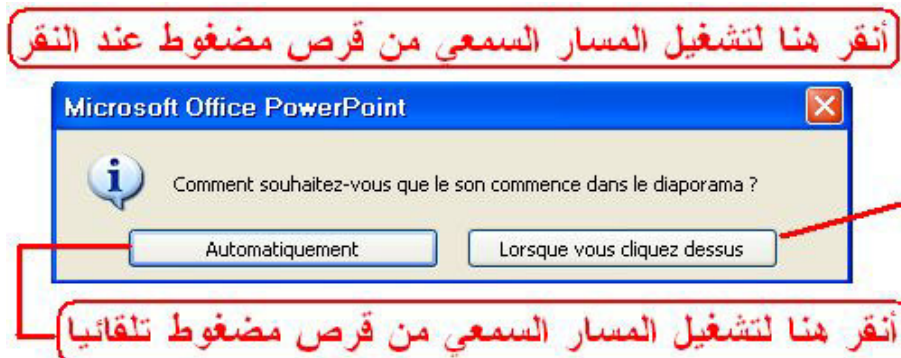 أنقر هنا لتشغيل المسار السمعي من قرص مضغوط عند النقر
Microsoft Office PowerPoint
Comment souhaitez-vous que le son commence dans le diaporama ?
Automatiquement
Lorsque vous cliquez dessus
أنقر هنا لتشغيل المسار السمعي من قرص مضغوط تلقائيا